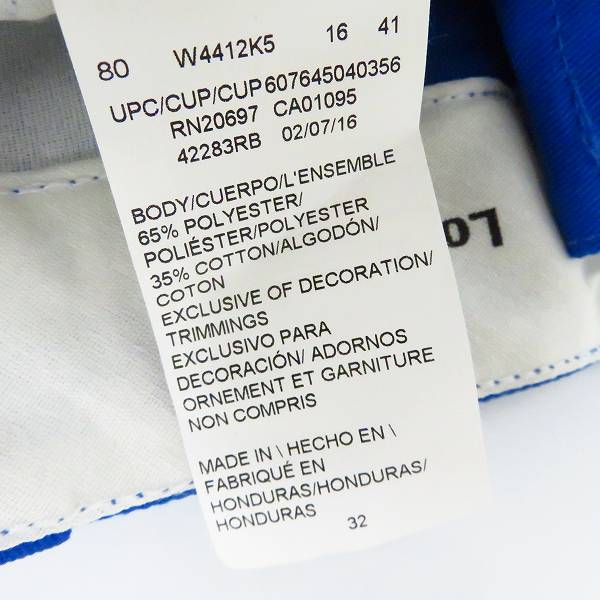 80 W4412K5 16 41
UPC/CUP/CUP607645040356
RN20697 CA01095
42283RB 02/07/16
BODY/CUERPO/L'ENSEMBLE
65% POLYESTER/
POLIÉSTER/POLYESTER
35% COTTON/ALGODÓN/
COTON
EXCLUSIVE OF DECORATION/
TRIMMINGS
EXCLUSIVO PARA
DECORACIÓN/ ADORNOS
ORNEMENT ET GARNITURE
NON COMPRIS
MADE IN \ HECHO EN \
FABRIQUÉ EN
HONDURAS/HONDURAS/
HONDURAS
32